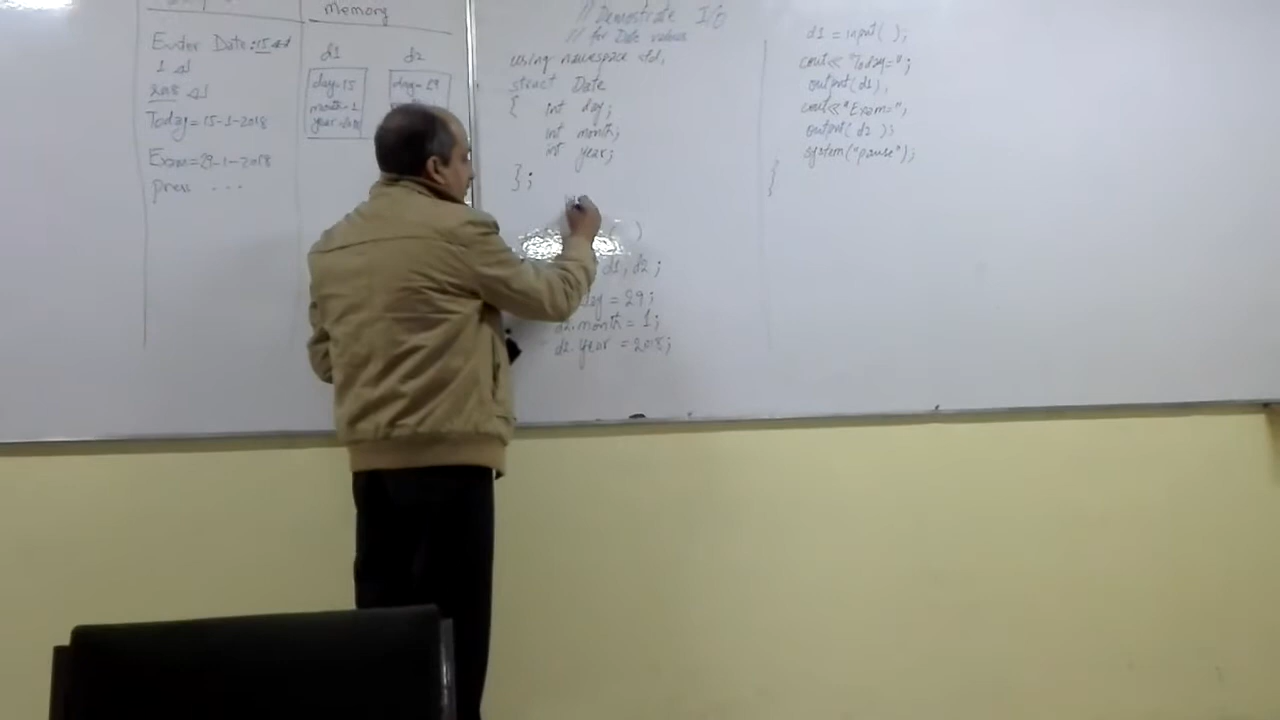 Memory
Enter Date:15 ↵
1 ↵
2018 ↵
Today=15-1-2018
Exam=29-1-2018
press ...
d1 d2
day=15
month=1
year=2018
day=29
// Demostrate I/O
// for Date values
using namespace std;
struct Date
{ int day;
int month;
int year;
};
)
d1, d2;
day = 29;
d2.month = 1;
d2.year = 2018;
d1 = input( );
cout<<"Today=";
output(d1);
cout<<"Exam=";
output( d2 );
system("pause");
}